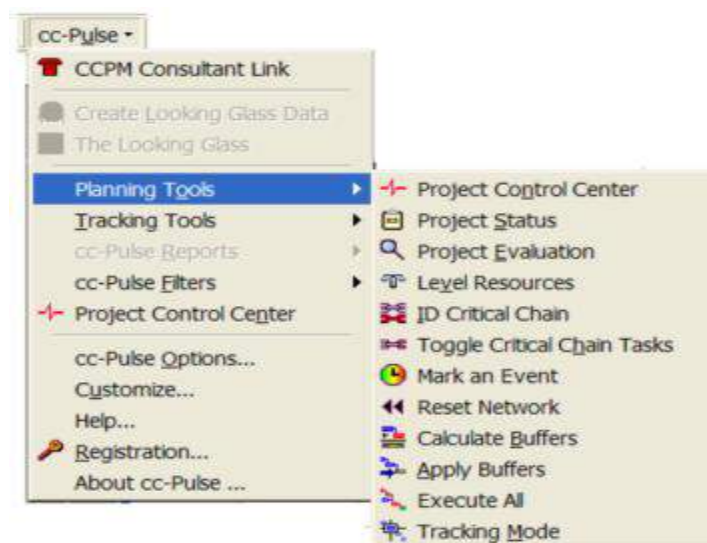 cc-Pulse
CCPM Consultant Link
Create Looking Glass Data
The Looking Glass
Planning Tools
Tracking Tools
cc-Pulse Reports
cc-Pulse Filters
Project Control Center
cc-Pulse Options...
Customize...
Help...
Registration...
About cc-Pulse ...
Project Control Center
Project Status
Project Evaluation
Level Resources
ID Critical Chain
Toggle Critical Chain Tasks
Mark an Event
Reset Network
Calculate Buffers
Apply Buffers
Execute All
Tracking Mode